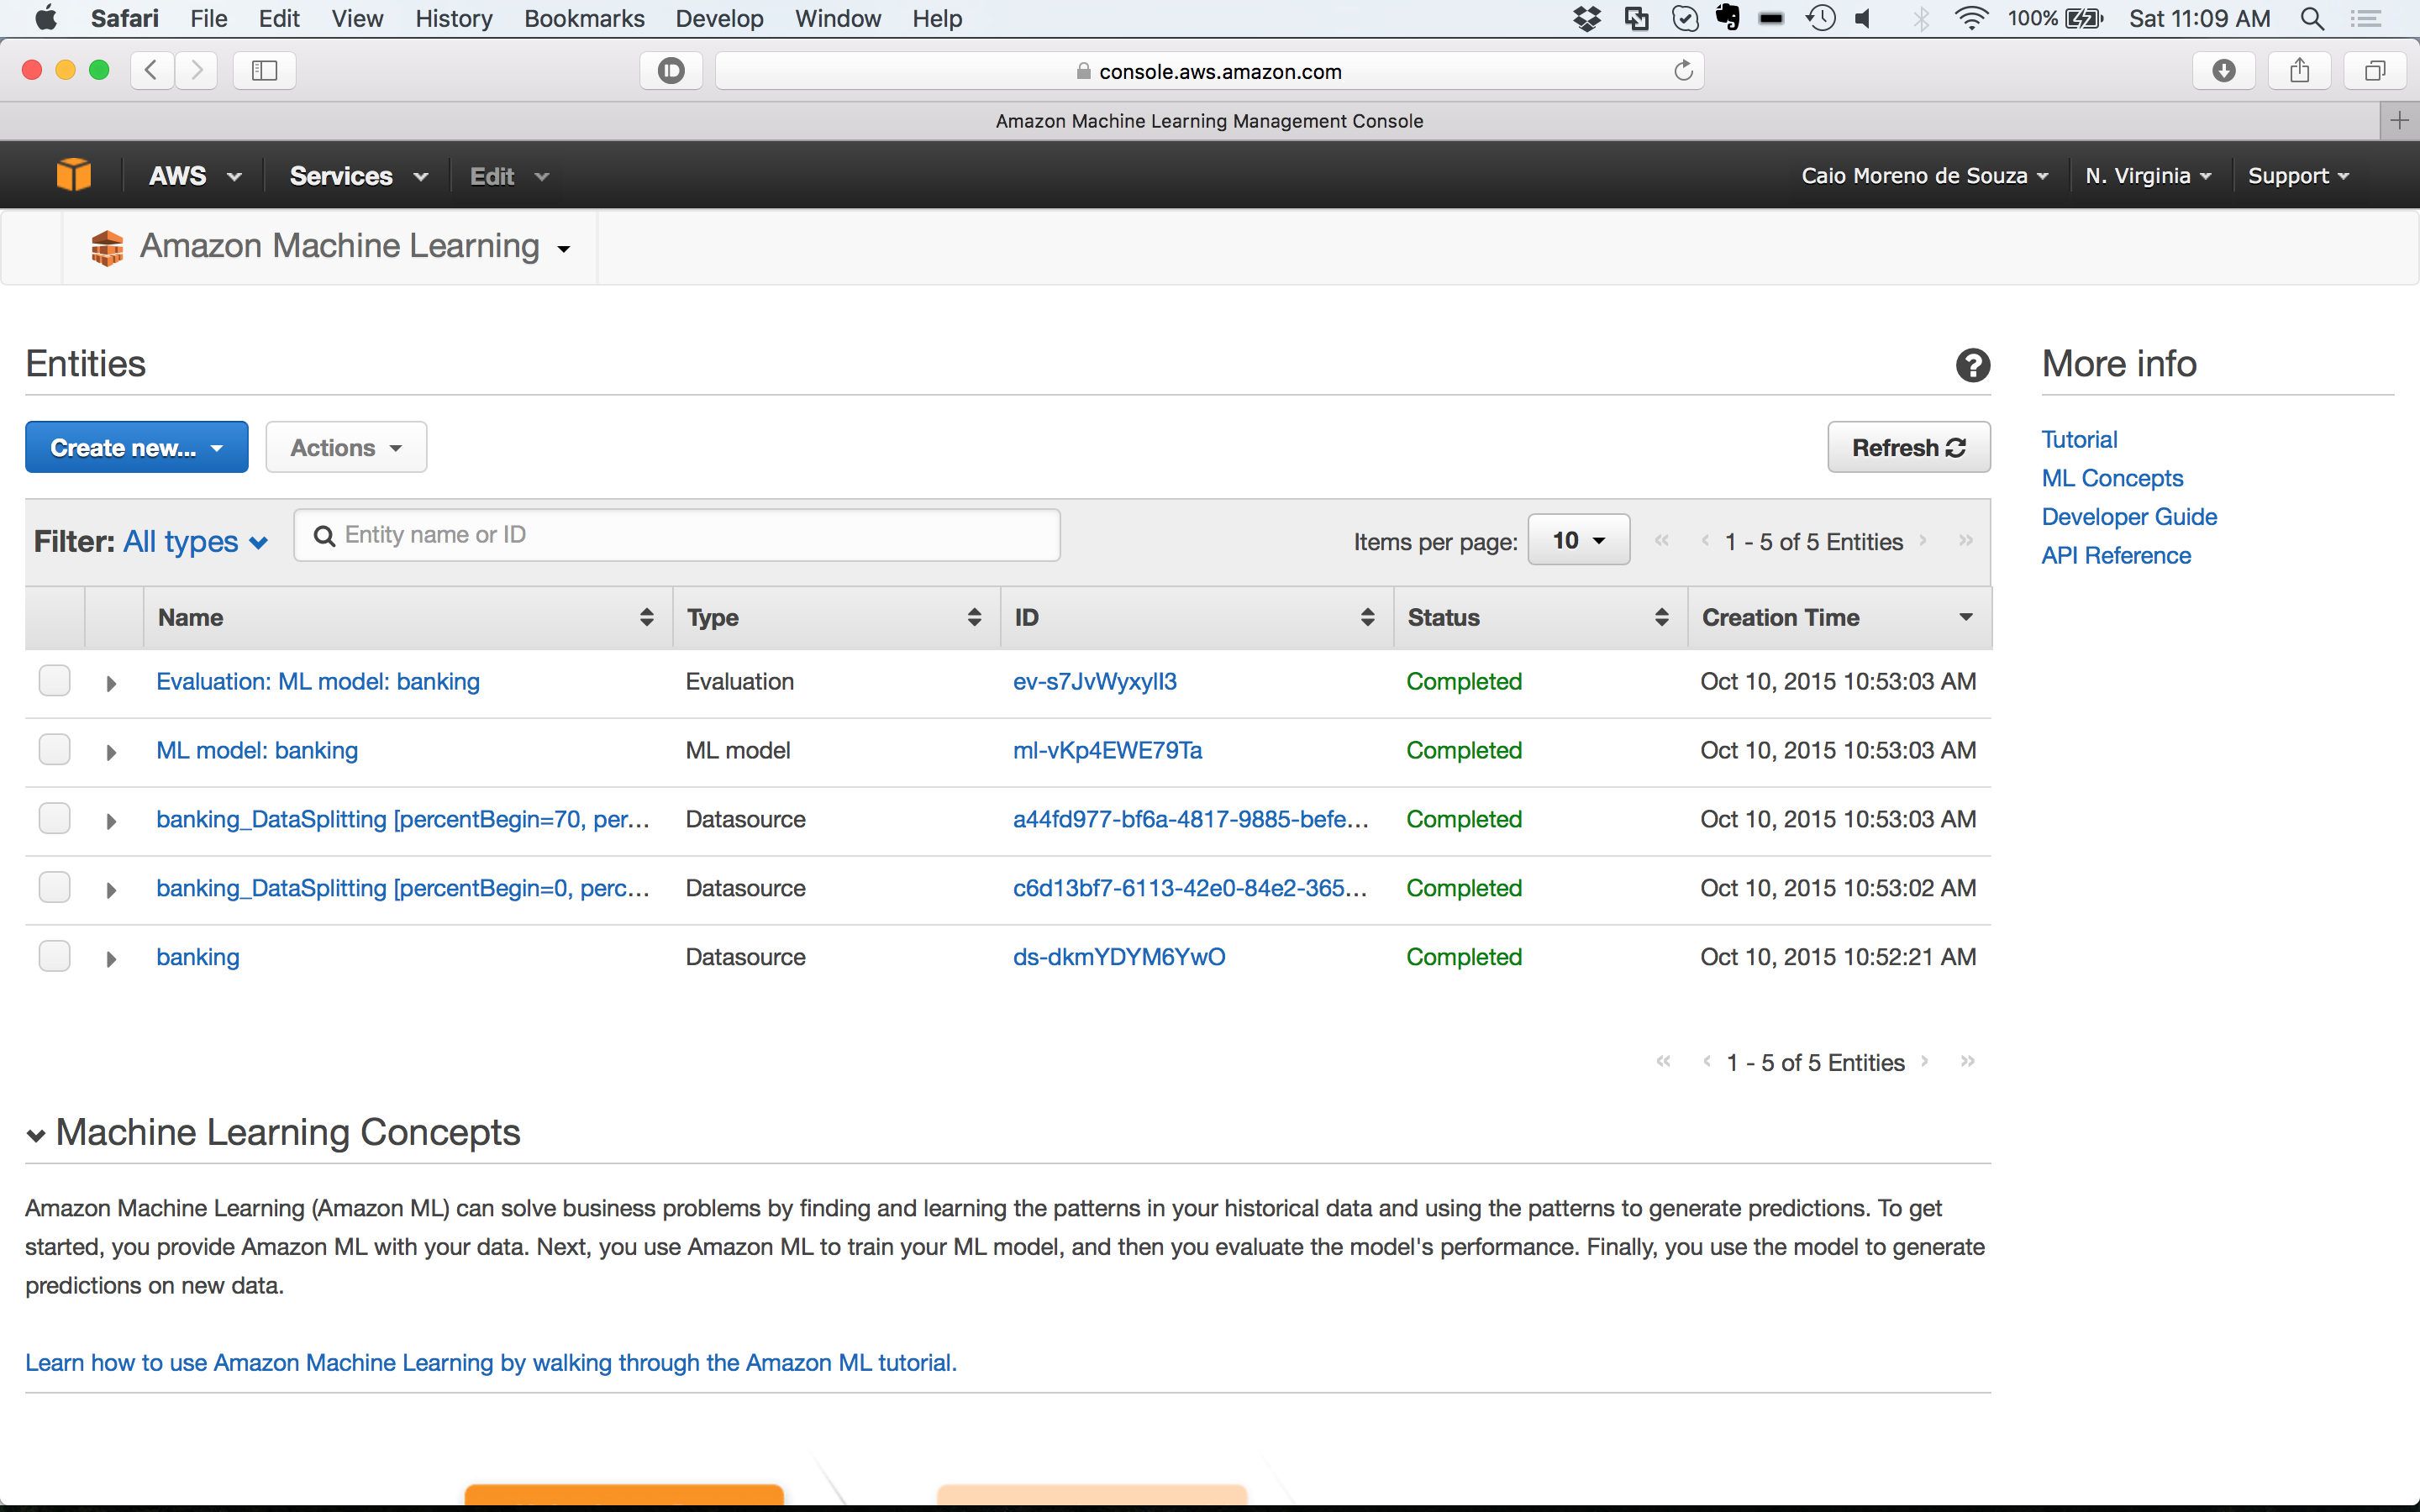 Safari File Edit View History Bookmarks Develop Window Help 100% Sat 11:09 AM
console.aws.amazon.com
Amazon Machine Learning Management Console
AWS Services Edit Caio Moreno de Souza N. Virginia Support
Amazon Machine Learning
Entities
More info
Create new... Actions Refresh
Tutorial
ML Concepts
Developer Guide
API Reference
Filter: All types Entity name or ID Items per page: 10 « ‹ 1 - 5 of 5 Entities › »
Name Type ID Status Creation Time
Evaluation: ML model: banking Evaluation ev-s7JvWyxyII3 Completed Oct 10, 2015 10:53:03 AM
ML model: banking ML model ml-vKp4EWE79Ta Completed Oct 10, 2015 10:53:03 AM
banking_DataSplitting [percentBegin=70, per... Datasource a44fd977-bf6a-4817-9885-befe... Completed Oct 10, 2015 10:53:03 AM
banking_DataSplitting [percentBegin=0, perc... Datasource c6d13bf7-6113-42e0-84e2-365... Completed Oct 10, 2015 10:53:02 AM
banking Datasource ds-dkmYDYM6YwO Completed Oct 10, 2015 10:52:21 AM
« ‹ 1 - 5 of 5 Entities › »
Machine Learning Concepts
Amazon Machine Learning (Amazon ML) can solve business problems by finding and learning the patterns in your historical data and using the patterns to generate predictions. To get
started, you provide Amazon ML with your data. Next, you use Amazon ML to train your ML model, and then you evaluate the model's performance. Finally, you use the model to generate
predictions on new data.
Learn how to use Amazon Machine Learning by walking through the Amazon ML tutorial.